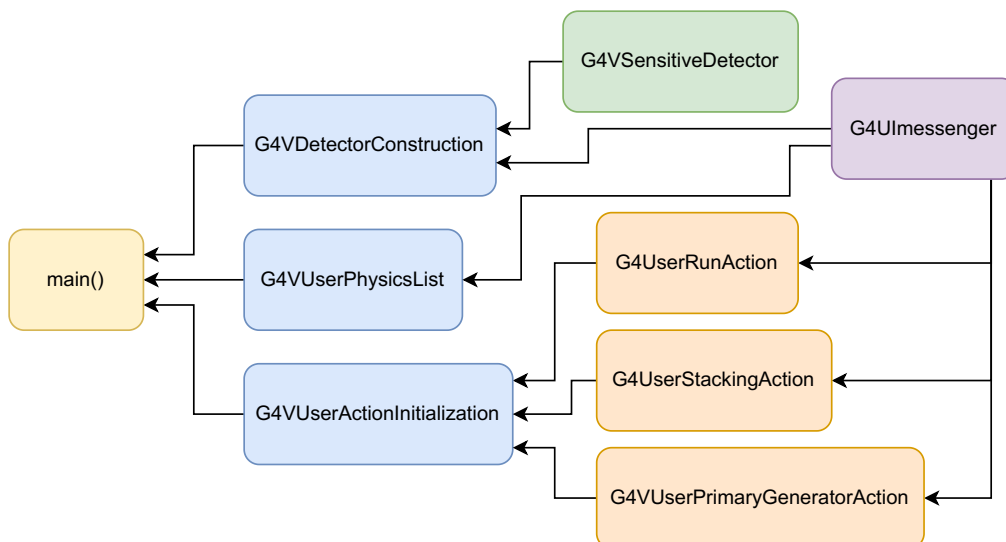 G4VSensitiveDetector
G4UImessenger
G4VDetectorConstruction
G4UserRunAction
main()
G4VUserPhysicsList
G4UserStackingAction
G4VUserActionInitialization
G4VUserPrimaryGeneratorAction